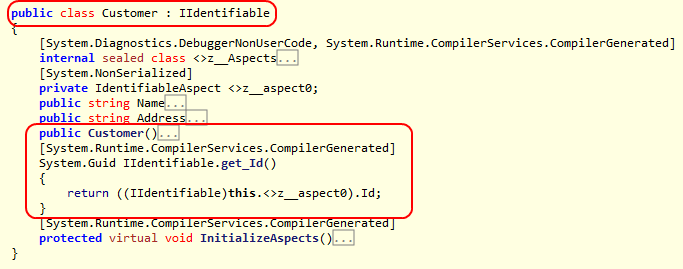 public class Customer : IIdentifiable
{
[System.Diagnostics.DebuggerNonUserCode, System.Runtime.CompilerServices.CompilerGenerated]
internal sealed class <>z__Aspects...
[System.NonSerialized]
private IdentifiableAspect <>z__aspect0;
public string Name...
public string Address...
public Customer()...
[System.Runtime.CompilerServices.CompilerGenerated]
System.Guid IIdentifiable.get_Id()
{
return ((IIdentifiable)this.<>z__aspect0).Id;
}
[System.Runtime.CompilerServices.CompilerGenerated]
protected virtual void InitializeAspects()...
}